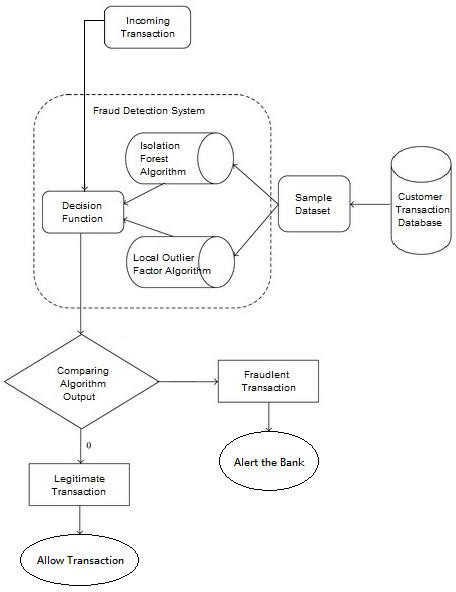 Incoming
Transaction
Fraud Detection System
Isolation
Forest
Algorithm
Decision
Function
Sample
Dataset
Customer
Transaction
Database
Local Outlier
Factor Algorithm
Comparing
Algorithm
Output
Fraudlent
Transaction
0
Alert the Bank
Legitimate
Transaction
Allow Transaction